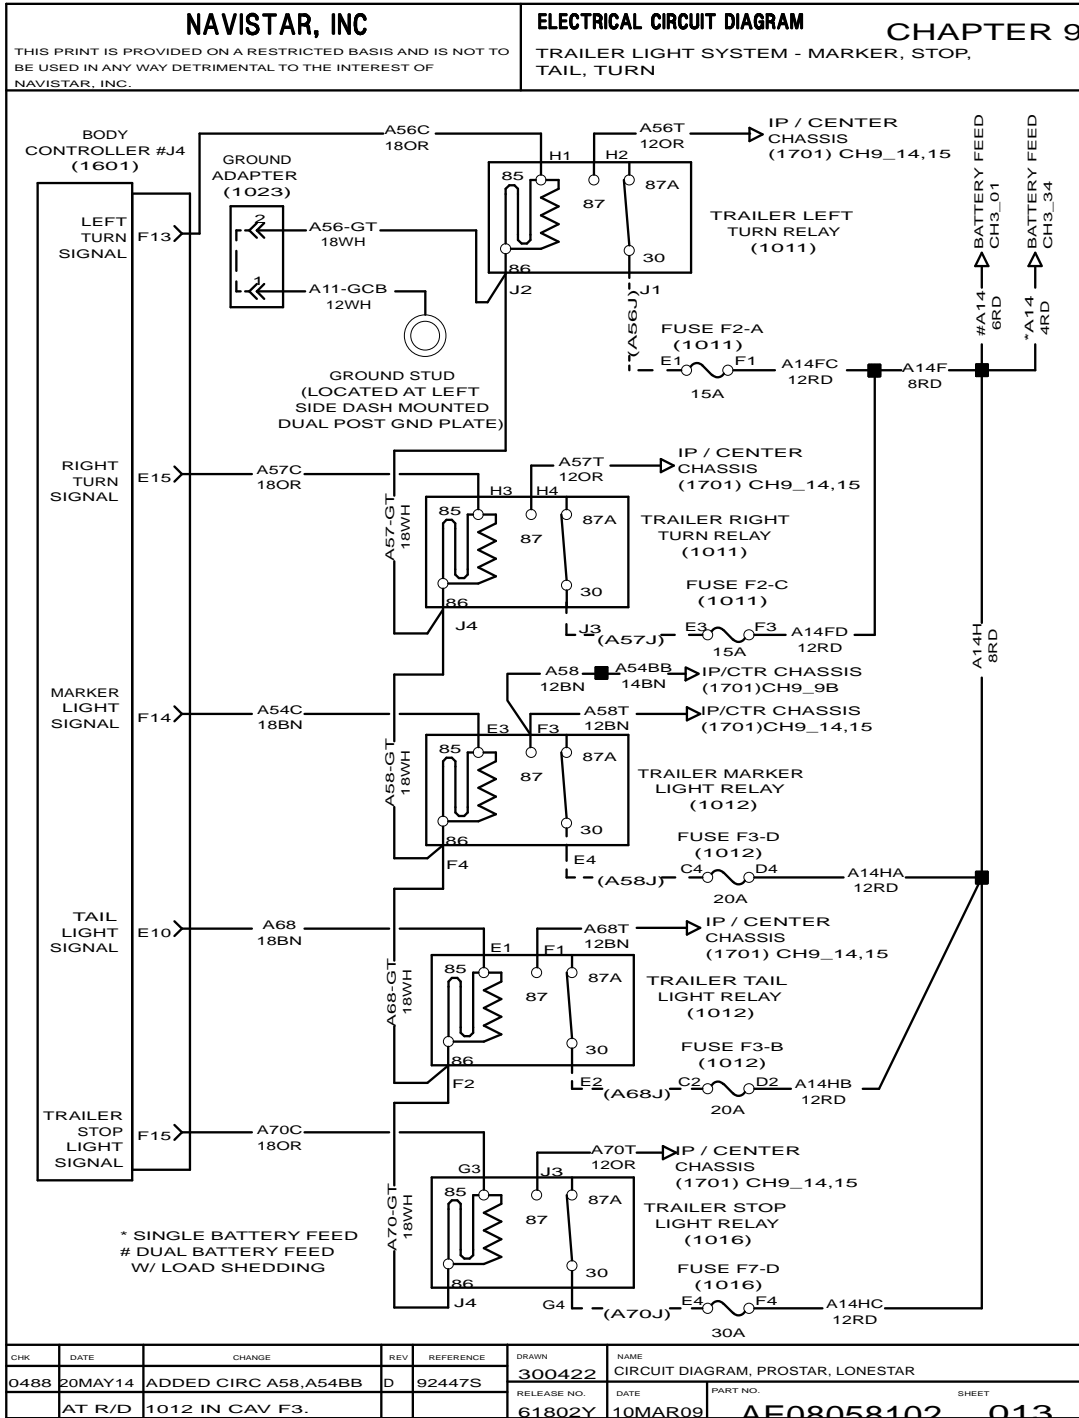 NAVISTAR, INC
THIS PRINT IS PROVIDED ON A RESTRICTED BASIS AND IS NOT TO
BE USED IN ANY WAY DETRIMENTAL TO THE INTEREST OF
NAVISTAR, INC.
ELECTRICAL CIRCUIT DIAGRAM
CHAPTER 9
TRAILER LIGHT SYSTEM - MARKER, STOP,
TAIL, TURN
BODY
CONTROLLER #J4
(1601)
GROUND
ADAPTER
(1023)
2
1
LEFT
TURN
SIGNAL
F13
A56C
18OR
A56-GT
18WH
A11-GCB
12WH
GROUND STUD
(LOCATED AT LEFT
SIDE DASH MOUNTED
DUAL POST GND PLATE)
H1
H2
85
87
87A
86
30
J2
J1
A56T
12OR
IP / CENTER
CHASSIS
(1701) CH9_14,15
TRAILER LEFT
TURN RELAY
(1011)
(A56J)
FUSE F2-A
(1011)
E1
F1
15A
A14FC
12RD
A14F
8RD
BATTERY FEED
CH3_01
BATTERY FEED
CH3_34
#A14
6RD
*A14
4RD
RIGHT
TURN
SIGNAL
E15
A57C
18OR
A57-GT
18WH
H3
H4
85
87
87A
86
30
J4
J3
A57T
12OR
IP / CENTER
CHASSIS
(1701) CH9_14,15
TRAILER RIGHT
TURN RELAY
(1011)
FUSE F2-C
(1011)
(A57J)
E3
F3
15A
A14FD
12RD
A14H
8RD
MARKER
LIGHT
SIGNAL
F14
A54C
18BN
A58-GT
18WH
A58
12BN
A54BB
14BN
IP/CTR CHASSIS
(1701)CH9_9B
A58T
12BN
IP/CTR CHASSIS
(1701)CH9_14,15
E3
F3
85
87
87A
86
30
F4
E4
TRAILER MARKER
LIGHT RELAY
(1012)
FUSE F3-D
(1012)
(A58J)
C4
D4
20A
A14HA
12RD
TAIL
LIGHT
SIGNAL
E10
A68
18BN
A68-GT
18WH
E1
F1
85
87
87A
86
30
F2
E2
A68T
12BN
IP / CENTER
CHASSIS
(1701) CH9_14,15
TRAILER TAIL
LIGHT RELAY
(1012)
FUSE F3-B
(1012)
(A68J)
C2
D2
20A
A14HB
12RD
TRAILER
STOP
LIGHT
SIGNAL
F15
A70C
18OR
A70-GT
18WH
G3
J3
85
87
87A
86
30
J4
G4
A70T
12OR
IP / CENTER
CHASSIS
(1701) CH9_14,15
TRAILER STOP
LIGHT RELAY
(1016)
FUSE F7-D
(1016)
(A70J)
E4
F4
30A
A14HC
12RD
* SINGLE BATTERY FEED
# DUAL BATTERY FEED
W/ LOAD SHEDDING
CHK DATE CHANGE REV REFERENCE
0488 20MAY14 ADDED CIRC A58,A54BB D 92447S
AT R/D 1012 IN CAV F3.
DRAWN
300422
NAME
CIRCUIT DIAGRAM, PROSTAR, LONESTAR
RELEASE NO.
61802Y
DATE
10MAR09
PART NO.
AE08058102
SHEET
013